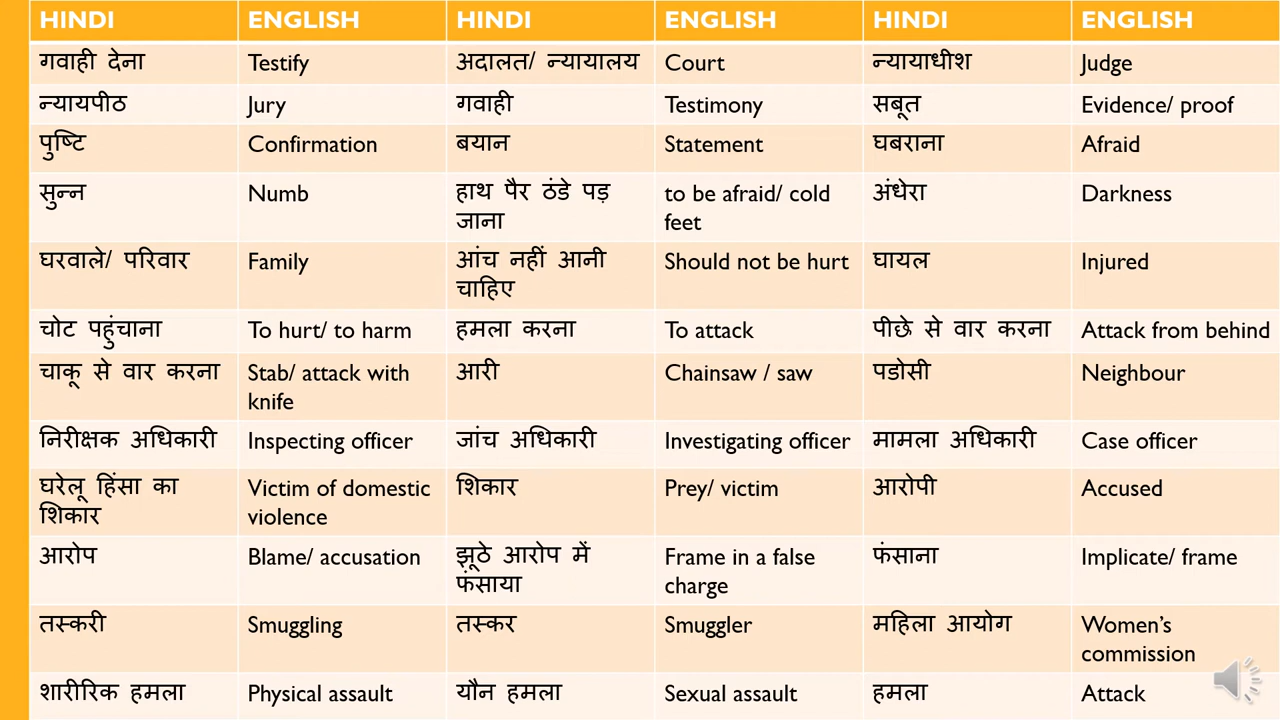 HINDI ENGLISH HINDI ENGLISH HINDI ENGLISH
गवाही देना Testify अदालत/ न्यायालय Court न्यायाधीश Judge
न्यायपीठ Jury गवाही Testimony सबूत Evidence/ proof
पुष्टि Confirmation बयान Statement घबराना Afraid
सुन्न Numb हाथ पैर ठंडे पड़ to be afraid/ cold अंधेरा Darkness
जाना feet
घरवाले/ परिवार Family आंच नहीं आनी Should not be hurt घायल Injured
चाहिए
चोट पहुंचाना To hurt/ to harm हमला करना To attack पीछे से वार करना Attack from behind
चाकू से वार करना Stab/ attack with आरी Chainsaw / saw पडोसी Neighbour
knife
निरीक्षक अधिकारी Inspecting officer जांच अधिकारी Investigating officer मामला अधिकारी Case officer
घरेलू हिंसा का Victim of domestic शिकार Prey/ victim आरोपी Accused
शिकार violence
आरोप Blame/ accusation झूठे आरोप में Frame in a false फंसाना Implicate/ frame
फंसाया charge
तस्करी Smuggling तस्कर Smuggler महिला आयोग Women’s
commission
शारीरिक हमला Physical assault यौन हमला Sexual assault हमला Attack